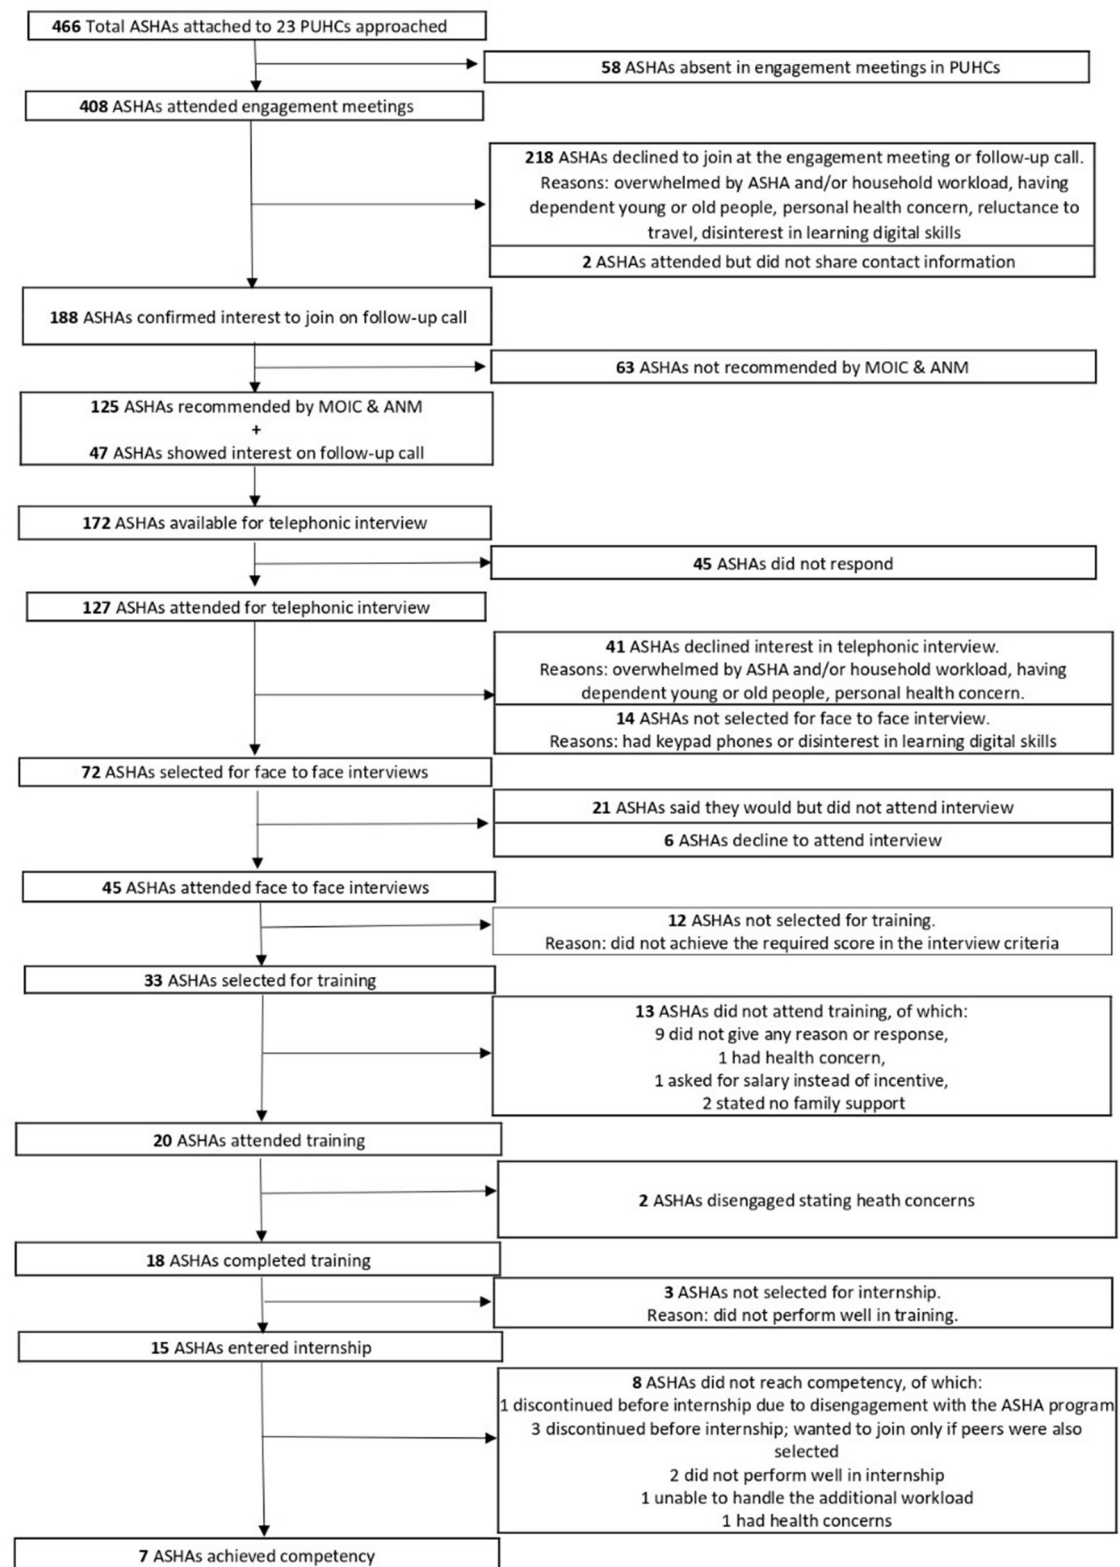 466 Total ASHAs attached to 23 PUHCs approached
58 ASHAs absent in engagement meetings in PUHCs
408 ASHAs attended engagement meetings
218 ASHAs declined to join at the engagement meeting or follow-up call.
Reasons: overwhelmed by ASHA and/or household workload, having
dependent young or old people, personal health concern, reluctance to
travel, disinterest in learning digital skills
2 ASHAs attended but did not share contact information
188 ASHAs confirmed interest to join on follow-up call
63 ASHAs not recommended by MOIC & ANM
125 ASHAs recommended by MOIC & ANM
+
47 ASHAs showed interest on follow-up call
172 ASHAs available for telephonic interview
45 ASHAs did not respond
127 ASHAs attended for telephonic interview
41 ASHAs declined interest in telephonic interview.
Reasons: overwhelmed by ASHA and/or household workload, having
dependent young or old people, personal health concern.
14 ASHAs not selected for face to face interview.
Reasons: had keypad phones or disinterest in learning digital skills
72 ASHAs selected for face to face interviews
21 ASHAs said they would but did not attend interview
6 ASHAs decline to attend interview
45 ASHAs attended face to face interviews
12 ASHAs not selected for training.
Reason: did not achieve the required score in the interview criteria
33 ASHAs selected for training
13 ASHAs did not attend training, of which:
9 did not give any reason or response,
1 had health concern,
1 asked for salary instead of incentive,
2 stated no family support
20 ASHAs attended training
2 ASHAs disengaged stating heath concerns
18 ASHAs completed training
3 ASHAs not selected for internship.
Reason: did not perform well in training.
15 ASHAs entered internship
8 ASHAs did not reach competency, of which:
1 discontinued before internship due to disengagement with the ASHA program
3 discontinued before internship; wanted to join only if peers were also
selected
2 did not perform well in internship
1 unable to handle the additional workload
1 had health concerns
7 ASHAs achieved competency